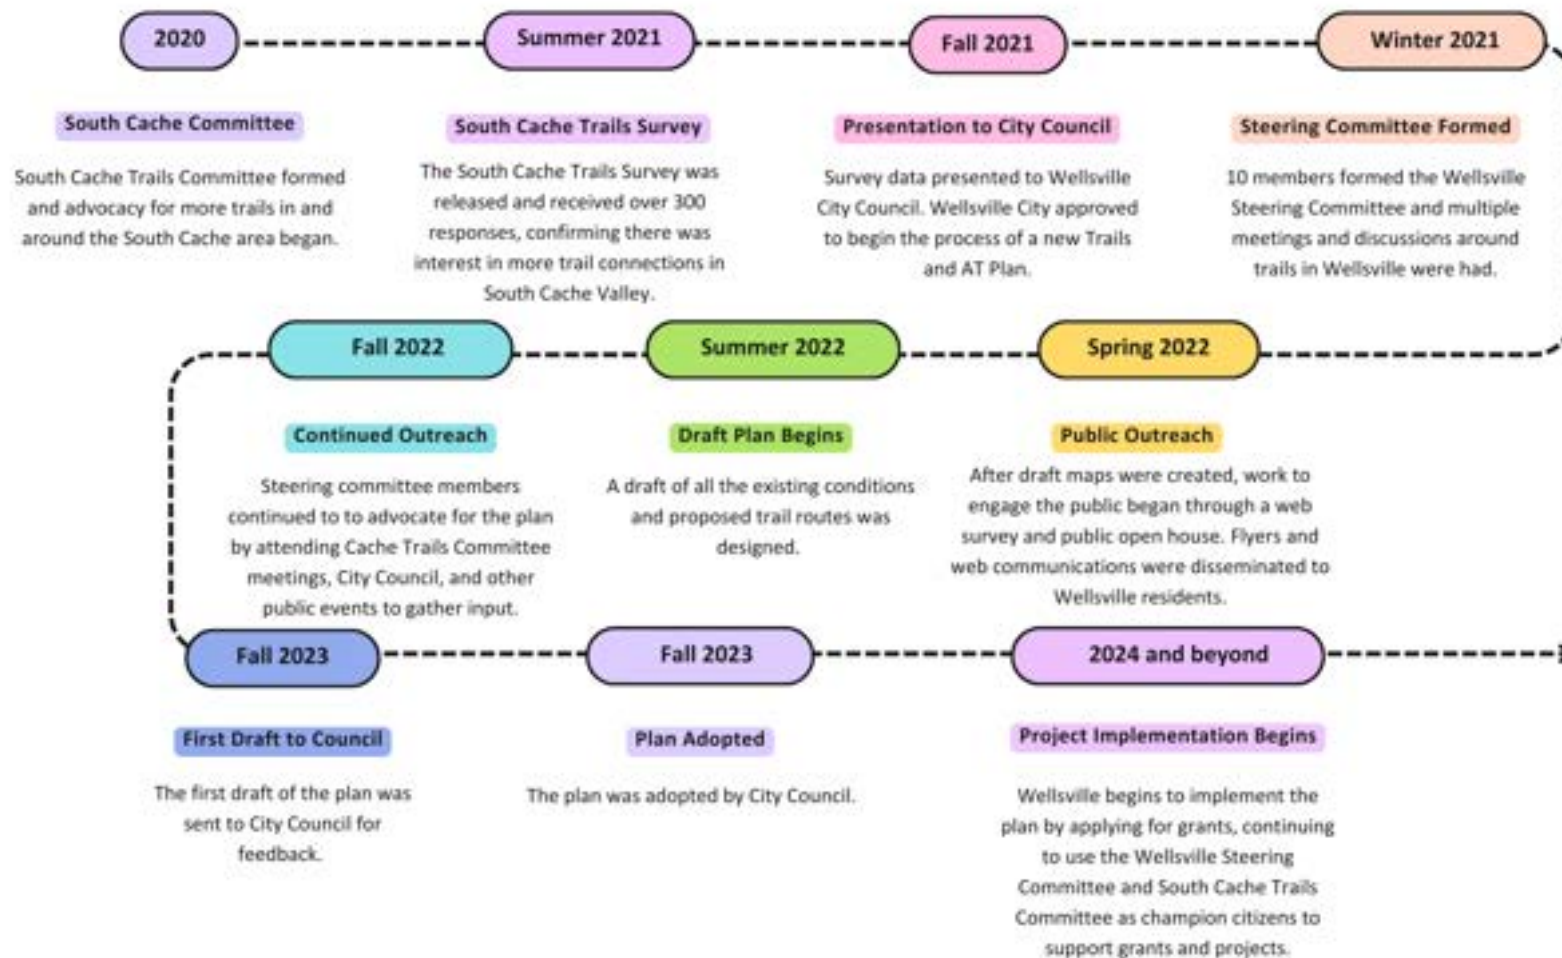 2020
Summer 2021
Fall 2021
Winter 2021
South Cache Committee
South Cache Trails Committee formed
and advocacy for more trails in and
around the South Cache area began.
South Cache Trails Survey
The South Cache Trails Survey was
released and received over 300
responses, confirming there was
interest in more trail connections in
South Cache Valley.
Presentation to City Council
Survey data presented to Wellsville
City Council. Wellsville City approved
to begin the process of a new Trails
and AT Plan.
Steering Committee Formed
10 members formed the Wellsville
Steering Committee and multiple
meetings and discussions around
trails in Wellsville were had.
Fall 2022
Summer 2022
Spring 2022
Continued Outreach
Steering committee members
continued to to advocate for the plan
by attending Cache Trails Committee
meetings, City Council, and other
public events to gather input.
Draft Plan Begins
A draft of all the existing conditions
and proposed trail routes was
designed.
Public Outreach
After draft maps were created, work to
engage the public began through a web
survey and public open house. Flyers and
web communications were disseminated to
Wellsville residents.
Fall 2023
Fall 2023
2024 and beyond
First Draft to Council
The first draft of the plan was
sent to City Council for
feedback.
Plan Adopted
The plan was adopted by City Council.
Project Implementation Begins
Wellsville begins to implement the
plan by applying for grants, continuing
to use the Wellsville Steering
Committee and South Cache Trails
Committee as champion citizens to
support grants and projects.